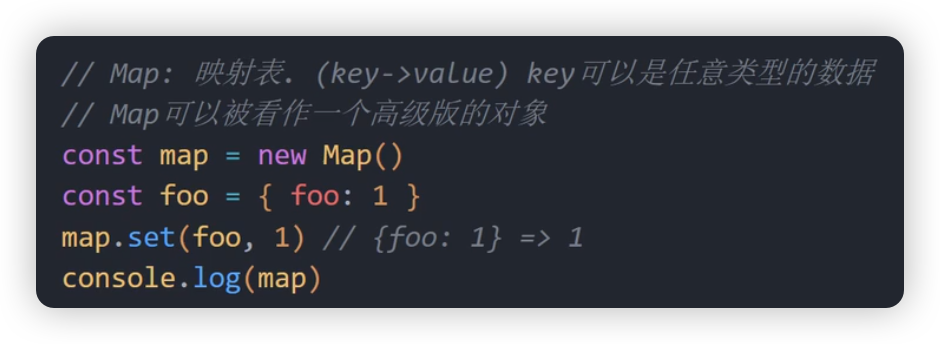 // Map: 映射表. (key->value) key可以是任意类型的数据
// Map可以被看作一个高级版的对象
const map = new Map()
const foo = { foo: 1 }
map.set(foo, 1) // {foo: 1} => 1
console.log(map)